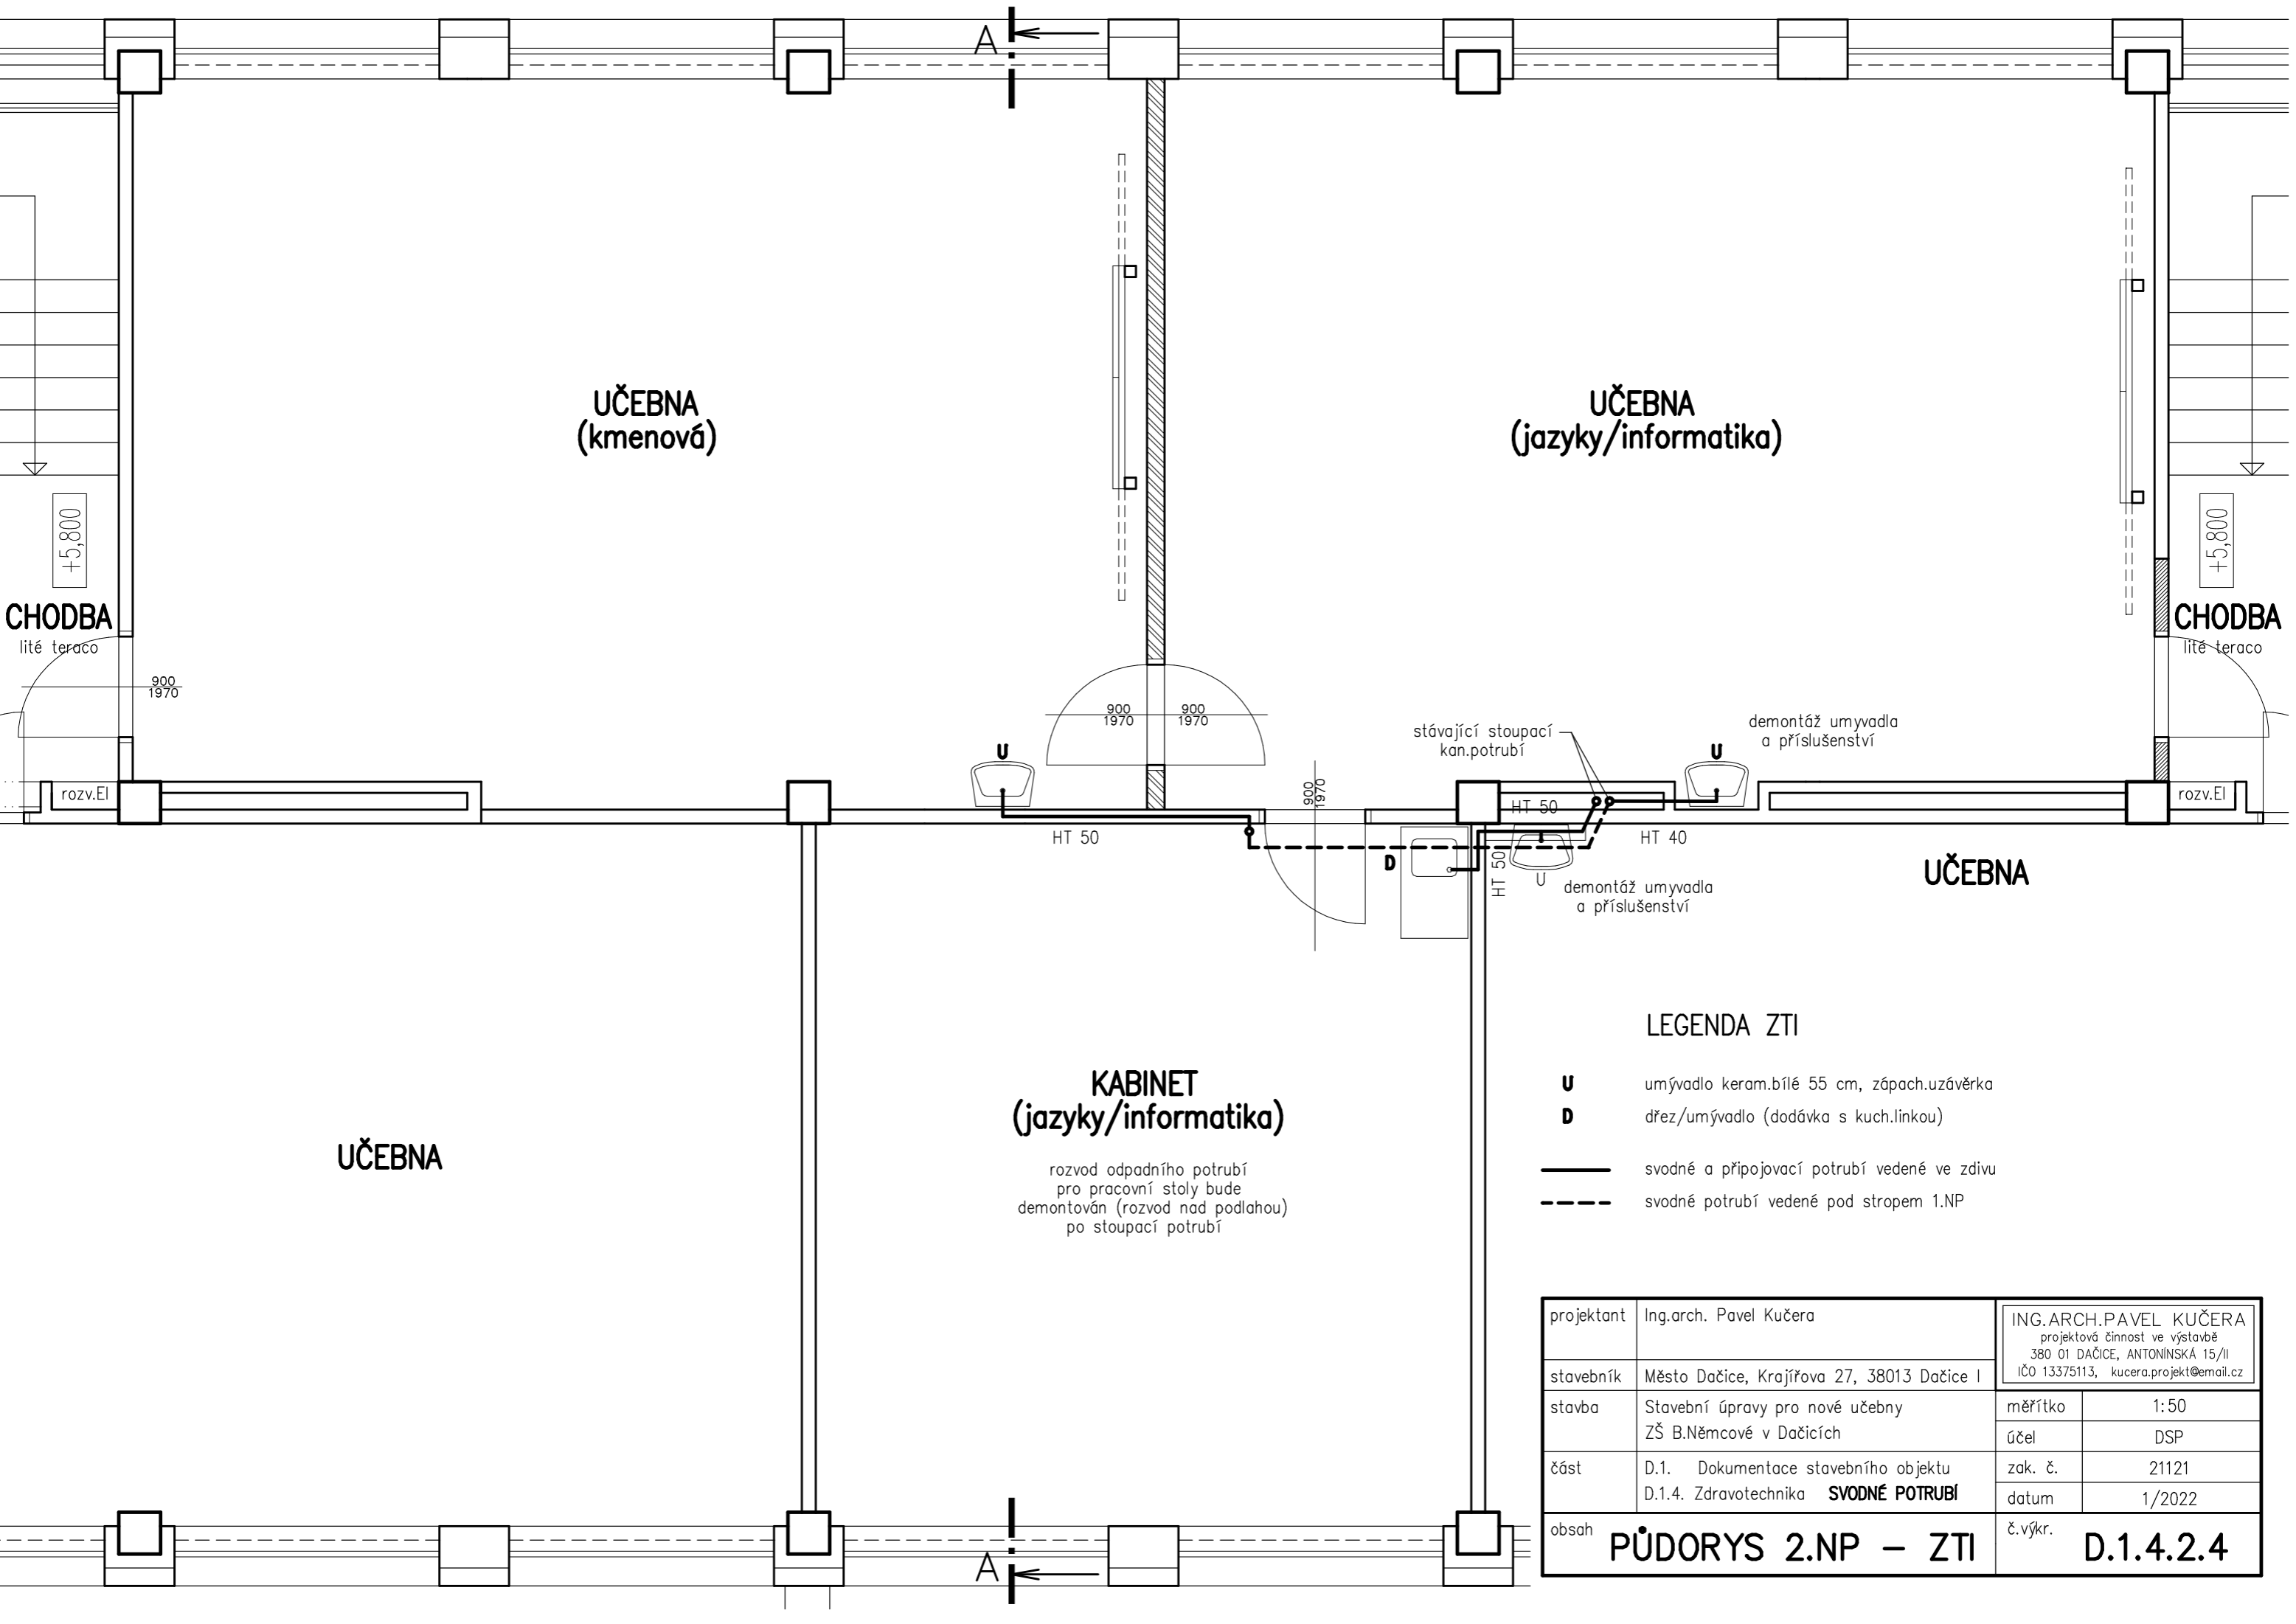 A
UČEBNA
(kmenová)
UČEBNA
(jazyky/informatika)
+5,800
+5,800
CHODBA
lité teraco
CHODBA
lité teraco
900
1970
900
1970
900
1970
stávající stoupací
kan.potrubí
demontáž umyvadla
a příslušenství
U
U
rozv.El
900
1970
rozv.El
HT 50
HT 50
HT 40
D
HT 50
U
demontáž umyvadla
a příslušenství
UČEBNA
LEGENDA ZTI
U umývadlo keram.bílé 55 cm, zápach.uzávěrka
D dřez/umývadlo (dodávka s kuch.linkou)
svodné a připojovací potrubí vedené ve zdivu
svodné potrubí vedené pod stropem 1.NP
KABINET
(jazyky/informatika)
rozvod odpadního potrubí
pro pracovní stoly bude
demontován (rozvod nad podlahou)
po stoupací potrubí
UČEBNA
A
projektant Ing.arch. Pavel Kučera
ING.ARCH.PAVEL KUČERA
projektová činnost ve výstavbě
380 01 DAČICE, ANTONÍNSKÁ 15/II
IČO 13375113, kucera.projekt@email.cz
stavebník Město Dačice, Krajířova 27, 38013 Dačice I
stavba Stavební úpravy pro nové učebny
ZŠ B.Němcové v Dačicích
měřítko 1:50
účel DSP
část D.1. Dokumentace stavebního objektu
D.1.4. Zdravotechnika SVODNÉ POTRUBÍ
zak. č. 21121
datum 1/2022
obsah PŮDORYS 2.NP – ZTI
č.výkr. D.1.4.2.4